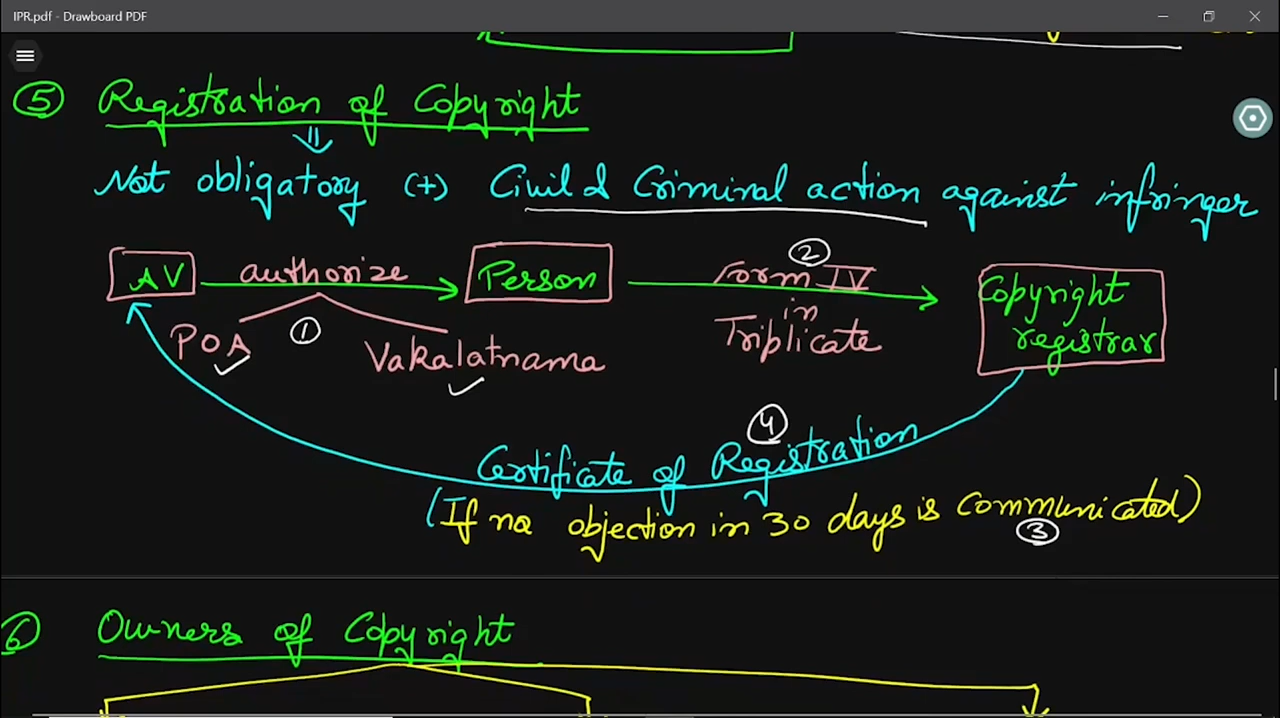 IPR.pdf - Drawboard PDF
5 Registration of Copyright
Not obligatory (+) Civil & Criminal action against infringer
AV authorize Person Form IV 2 Copyright
in
POA 1 Vakalatnama Triplicate registrar
4
Certificate of Registration
(If no objection in 30 days is communicated)
3
6 Owners of Copyright